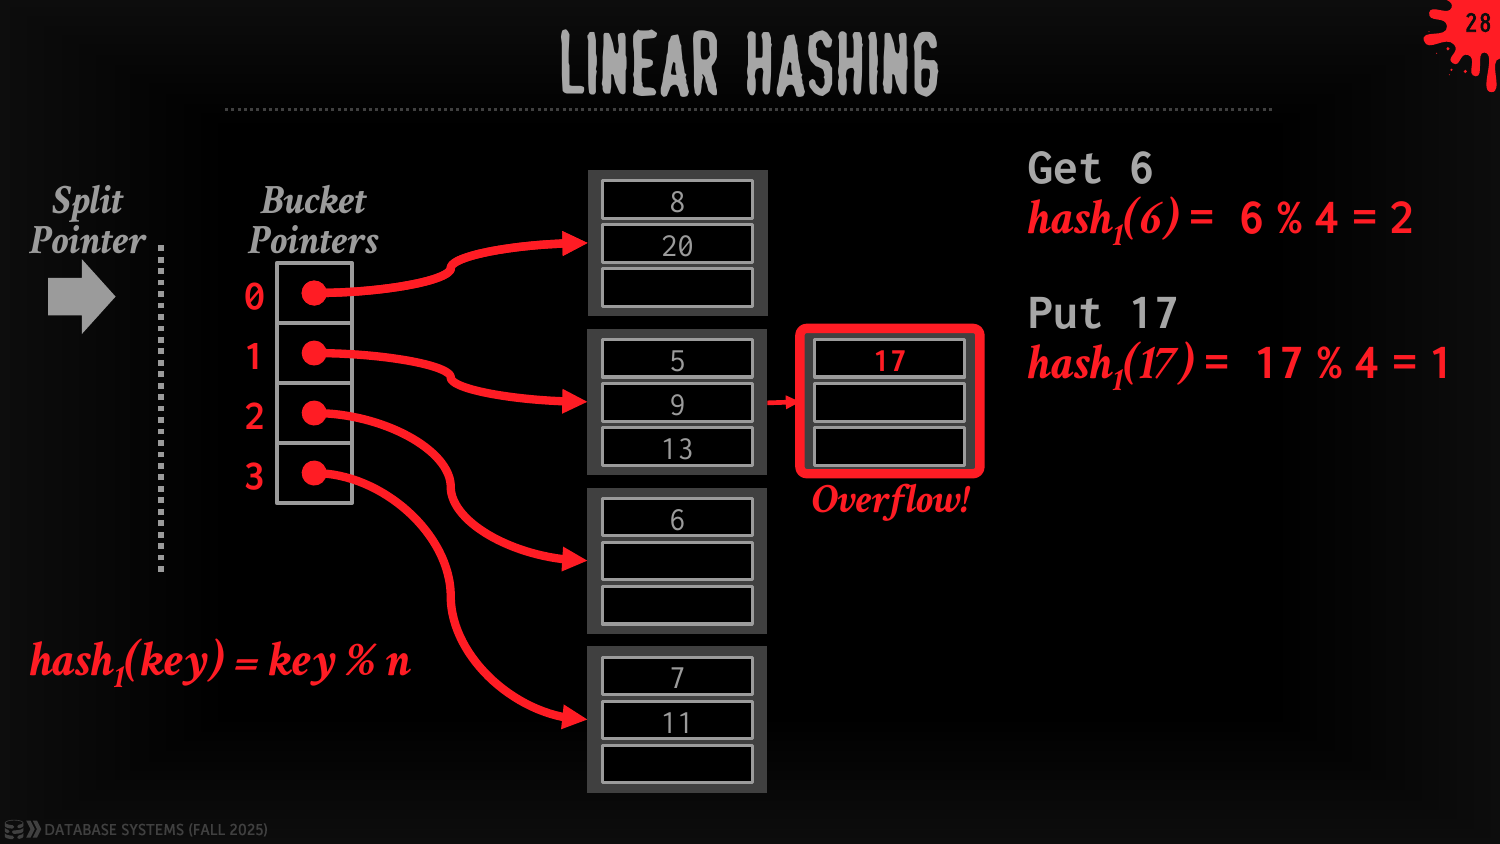 28
LINEAR HASHING
Split
Pointer
Bucket
Pointers
0
1
2
3
8
20
5
9
13
6
7
11
17
Overflow!
Get 6
hash1(6) = 6 % 4 = 2
Put 17
hash1(17) = 17 % 4 = 1
hash1(key) = key % n
DATABASE SYSTEMS (FALL 2025)